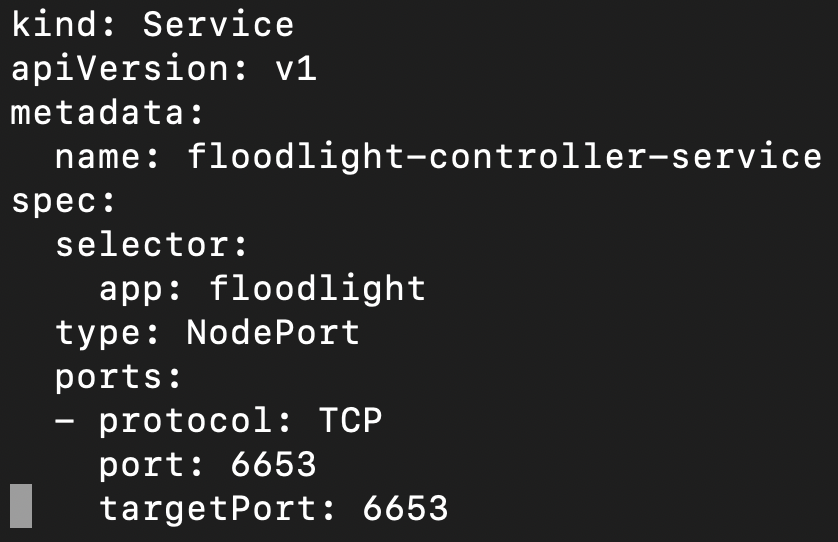 kind: Service
apiVersion: v1
metadata:
  name: floodlight-controller-service
spec:
  selector:
    app: floodlight
  type: NodePort
  ports:
  - protocol: TCP
    port: 6653
    targetPort: 6653